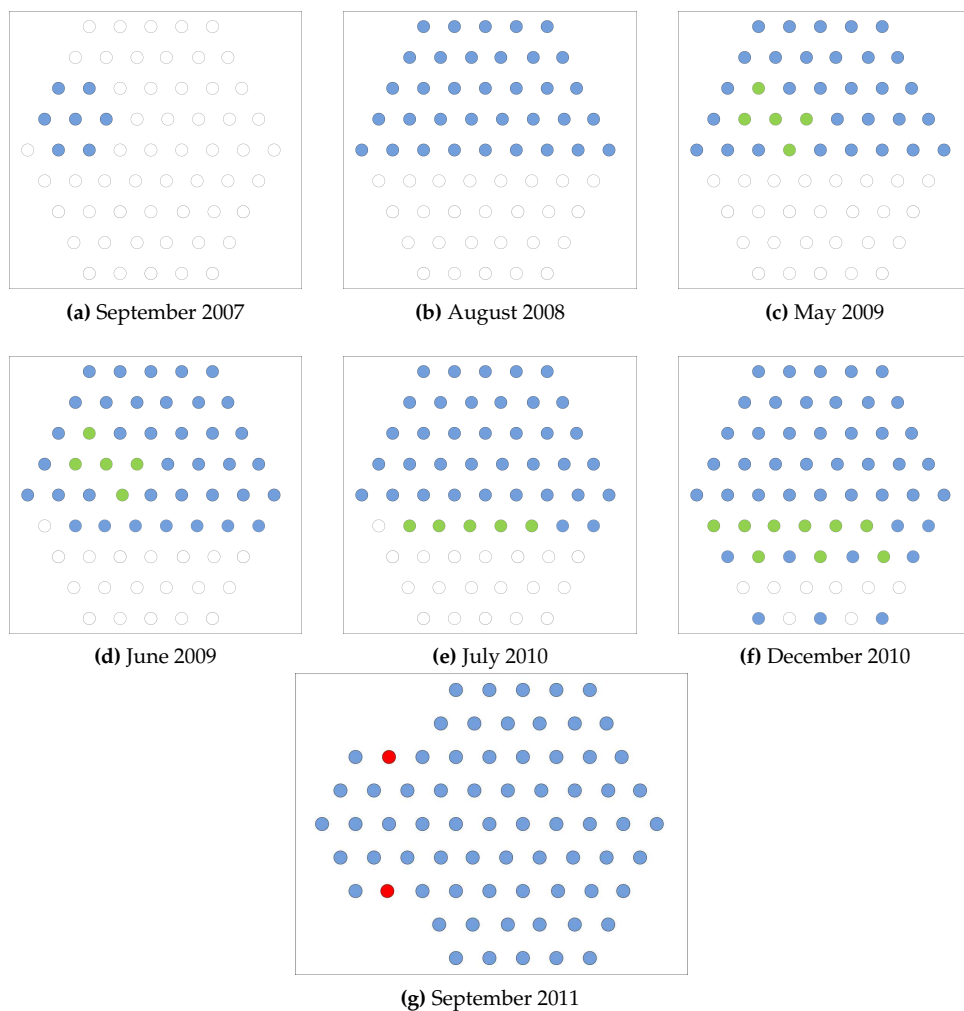 (a) September 2007
(b) August 2008
(c) May 2009
(d) June 2009
(e) July 2010
(f) December 2010
(g) September 2011